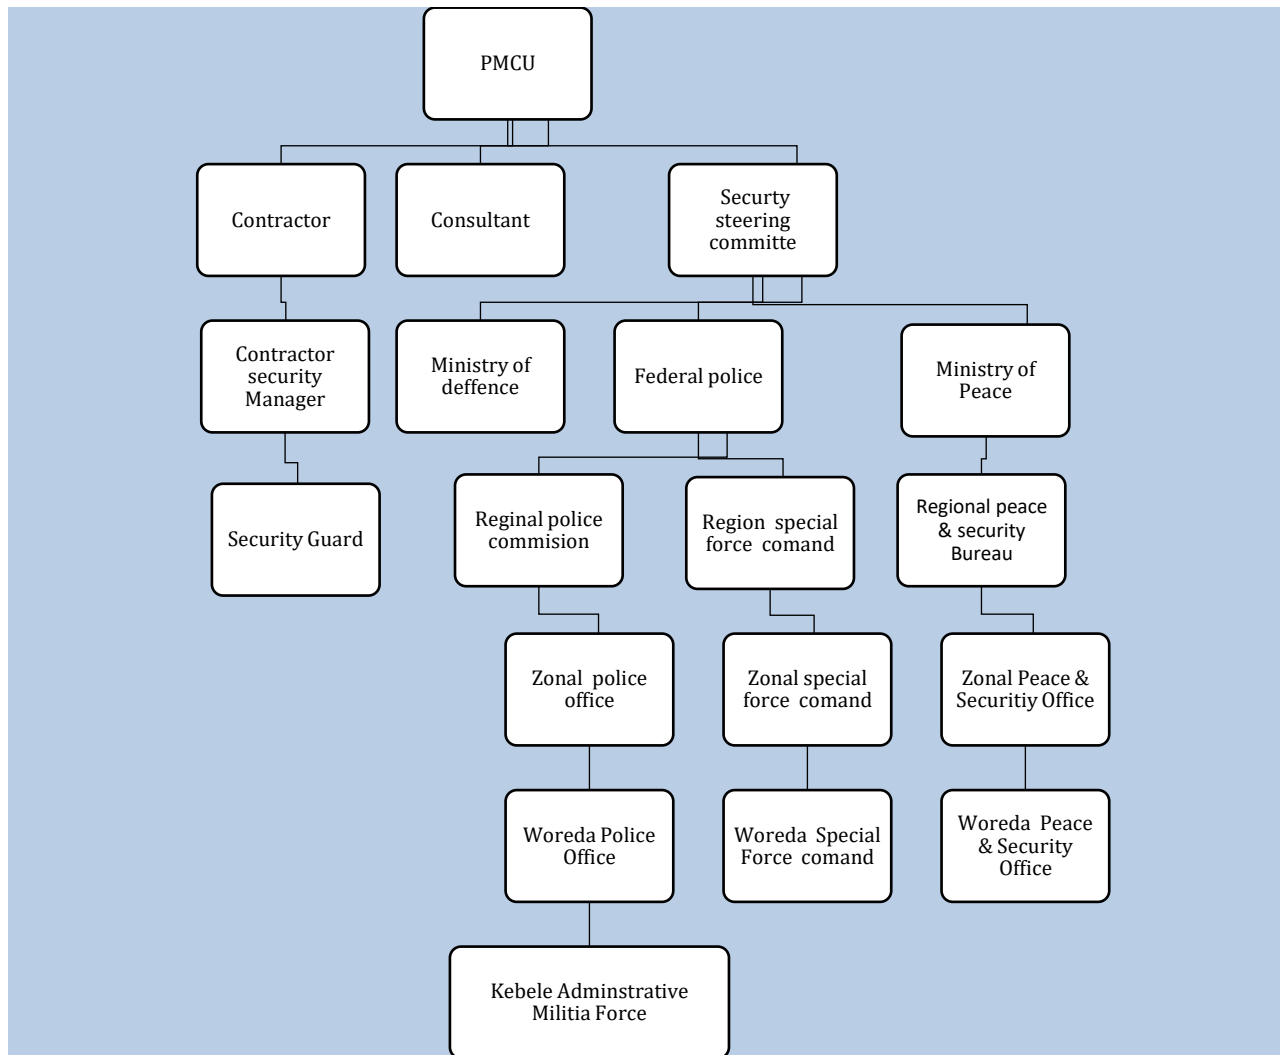 PMCU
Contractor
Consultant
Securty
steering
committe
Contractor
security
Manager
Ministry of
deffence
Federal police
Ministry of
Peace
Security Guard
Reginal police
commision
Region special
force comand
Regional peace
& security
Bureau
Zonal police
office
Zonal special
force comand
Zonal Peace &
Securitiy Office
Woreda Police
Office
Woreda Special
Force comand
Woreda Peace
& Security
Office
Kebele Adminstrative
Militia Force